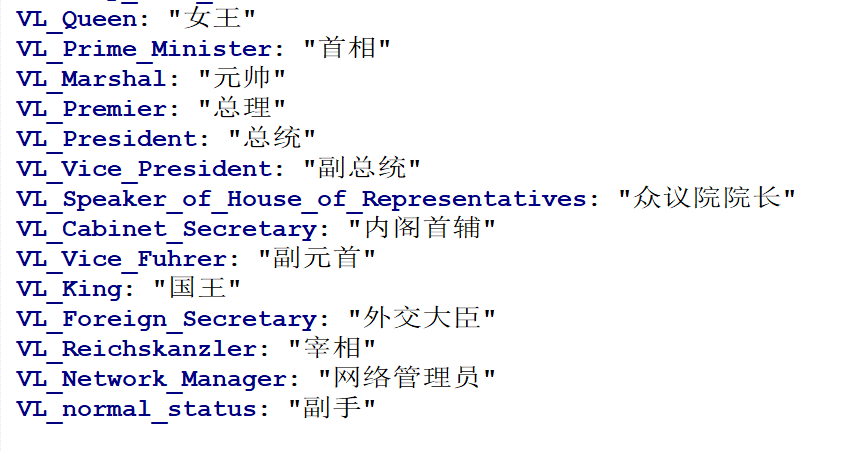 VL_Queen: "女王"
VL_Prime_Minister: "首相"
VL_Marshal: "元帅"
VL_Premier: "总理"
VL_President: "总统"
VL_Vice_President: "副总统"
VL_Speaker_of_House_of_Representatives: "众议院院长"
VL_Cabinet_Secretary: "内阁首辅"
VL_Vice_Fuhrer: "副元首"
VL_King: "国王"
VL_Foreign_Secretary: "外交大臣"
VL_Reichskanzler: "宰相"
VL_Network_Manager: "网络管理员"
VL_normal_status: "副手"